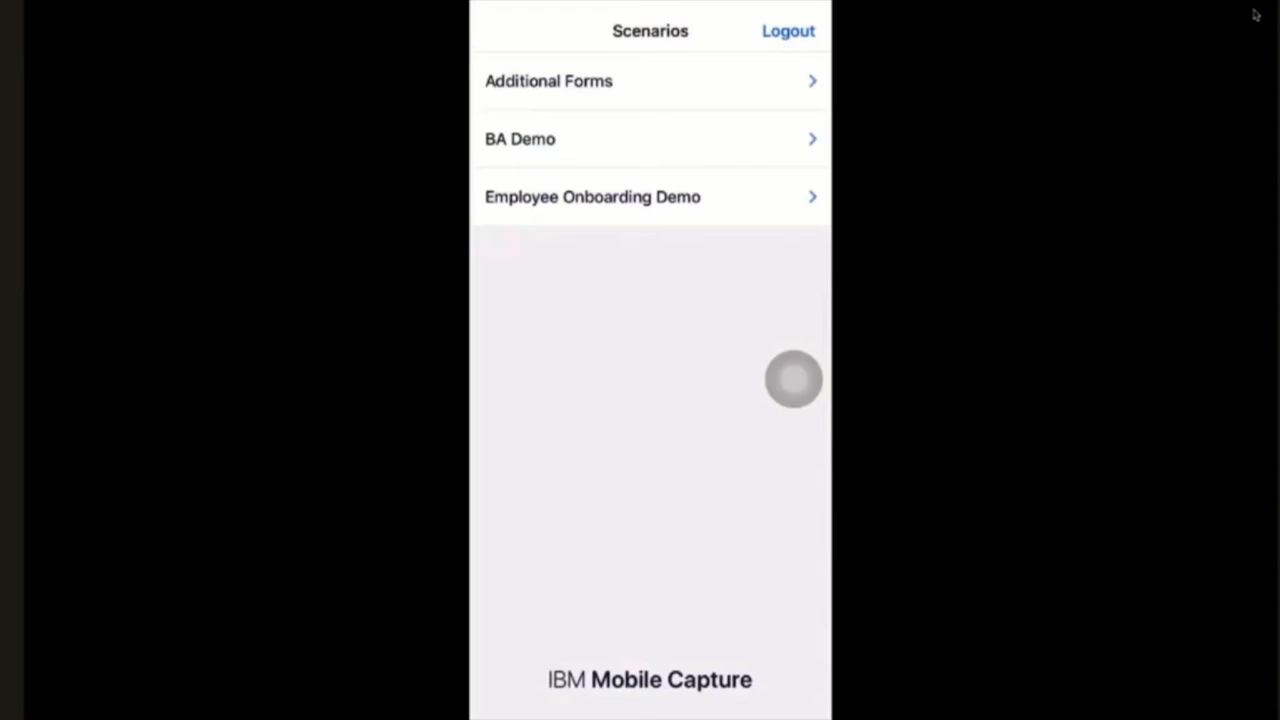 Scenarios
Logout
Additional Forms
BA Demo
Employee Onboarding Demo
IBM Mobile Capture